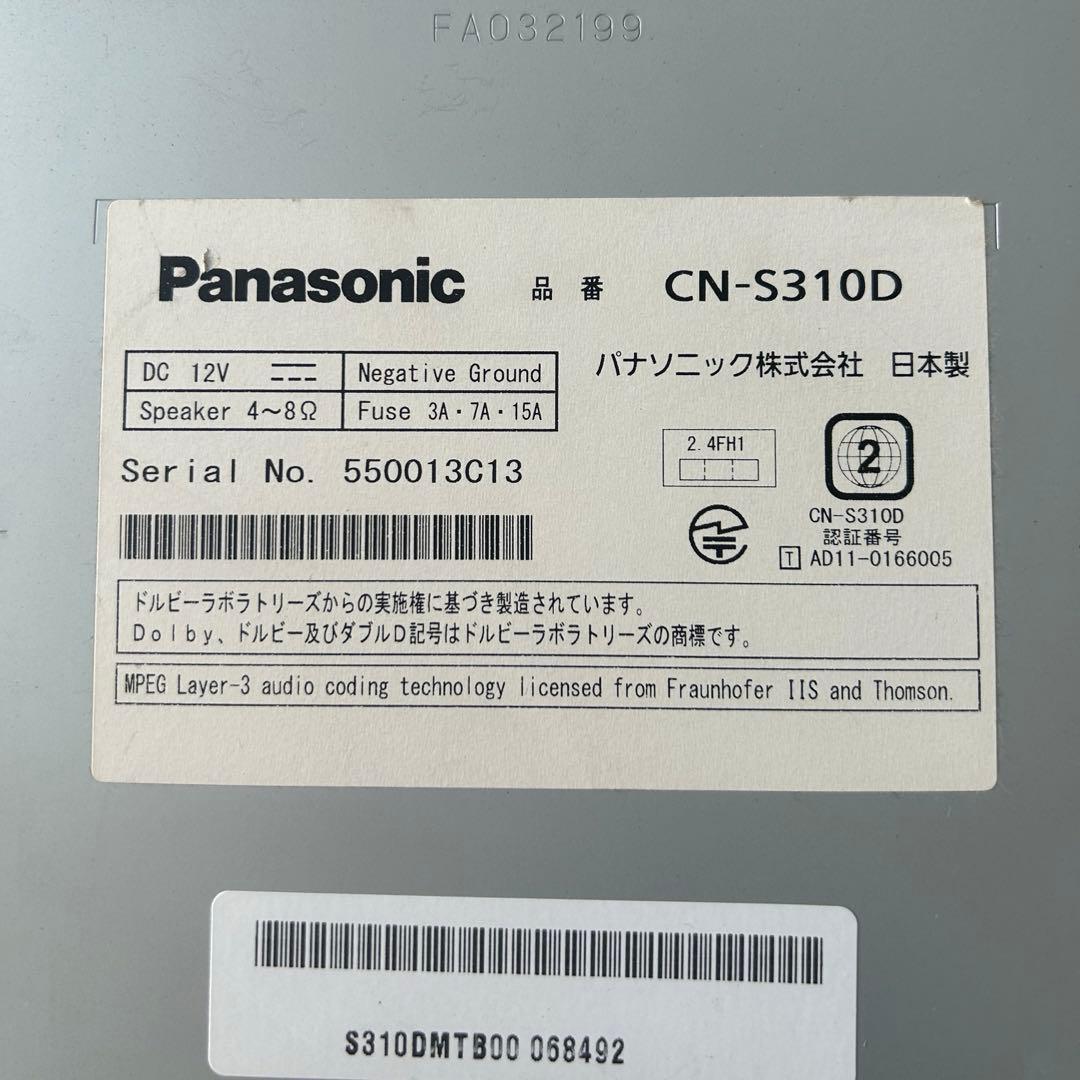 FA032199
Panasonic 品 番 CN-S310D
DC 12V Negative Ground
Speaker 4～8Ω Fuse 3A・7A・15A
パナソニック株式会社 日本製
Serial No. 550013C13
2.4FH1
2
CN-S310D
認証番号
T AD11-0166005
ドルビーラボラトリーズからの実施権に基づき製造されています。
Dolby、ドルビー及びダブルD記号はドルビーラボラトリーズの商標です。
MPEG Layer-3 audio coding technology licensed from Fraunhofer IIS and Thomson.
S310DMTB00 068492